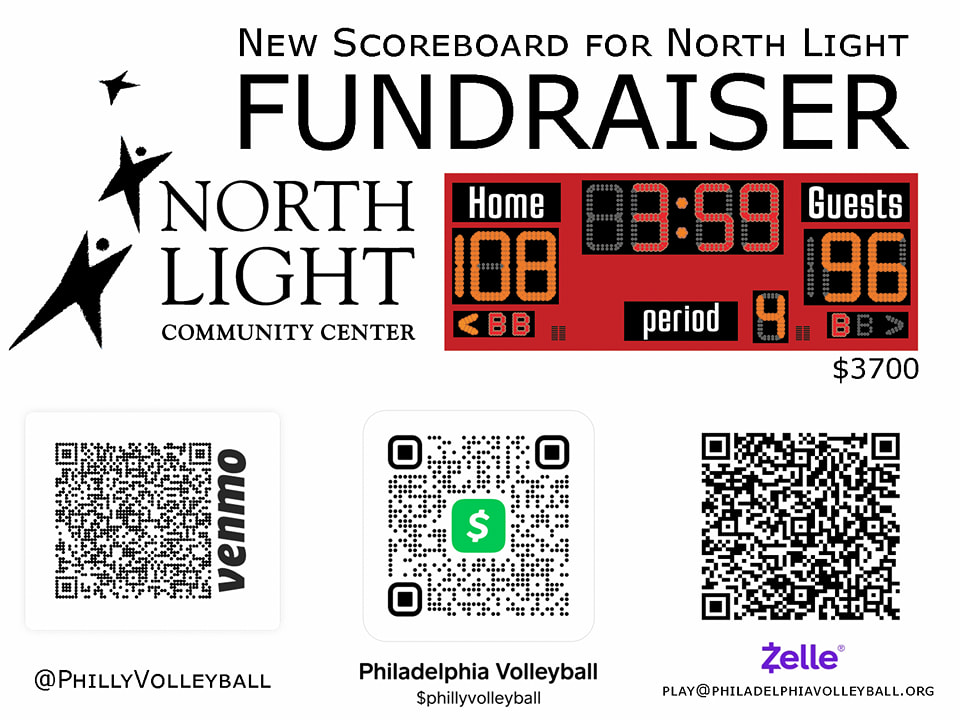 New Scoreboard for North Light
FUNDRAISER
NORTH
LIGHT
COMMUNITY CENTER
Home
3:59
Guests
108
96
period
4
< B B
B B >
$3700
venmo
$
@PhillyVolleyball
Philadelphia Volleyball
$phillyvolleyball
Zelle®
play@philadelphiavolleyball.org